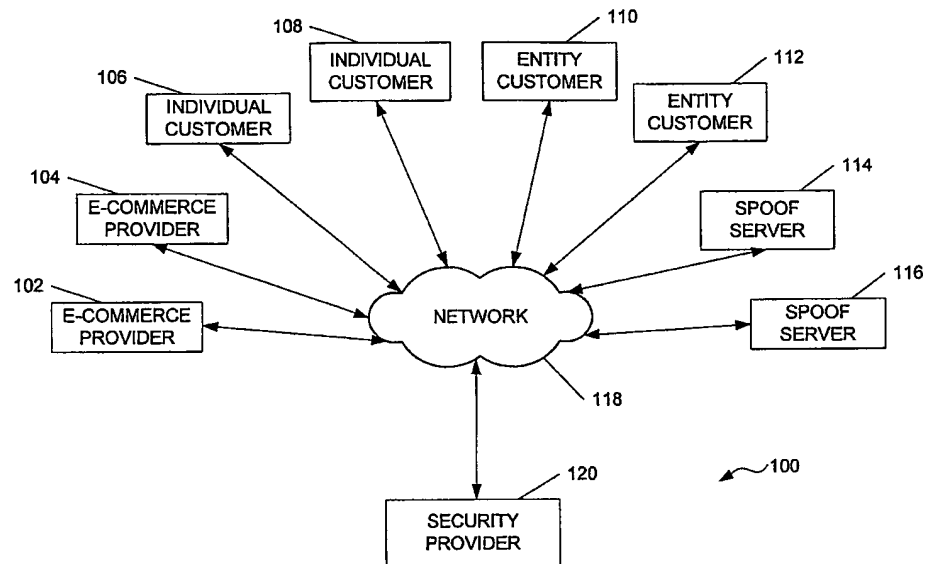 108
INDIVIDUAL
CUSTOMER
110
ENTITY
CUSTOMER
106
INDIVIDUAL
CUSTOMER
112
ENTITY
CUSTOMER
104
E-COMMERCE
PROVIDER
114
SPOOF
SERVER
102
E-COMMERCE
PROVIDER
NETWORK
116
SPOOF
SERVER
118
100
120
SECURITY
PROVIDER